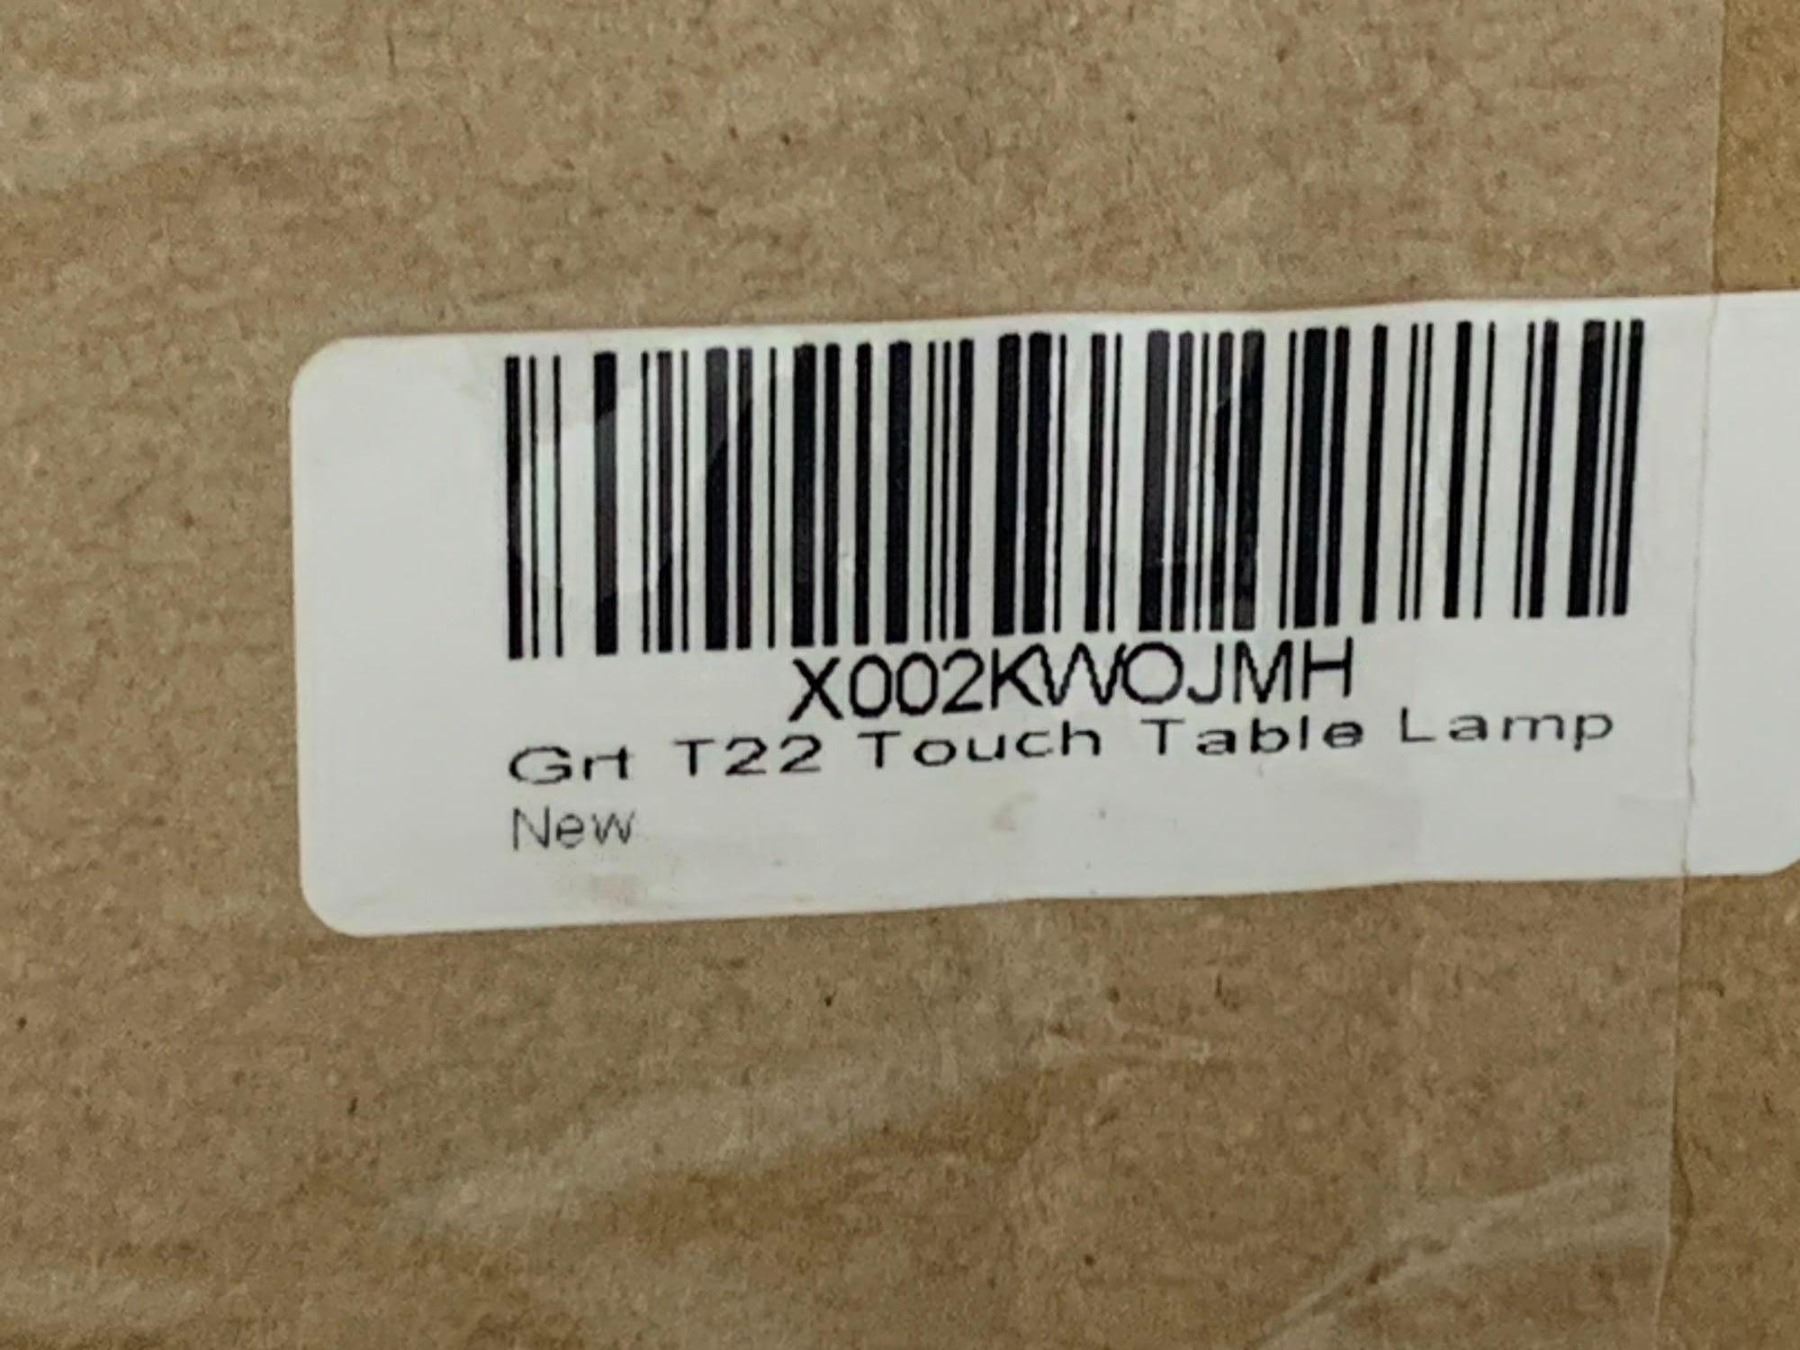 X002KWOJMH
Grt T22 Touch Table Lamp
New